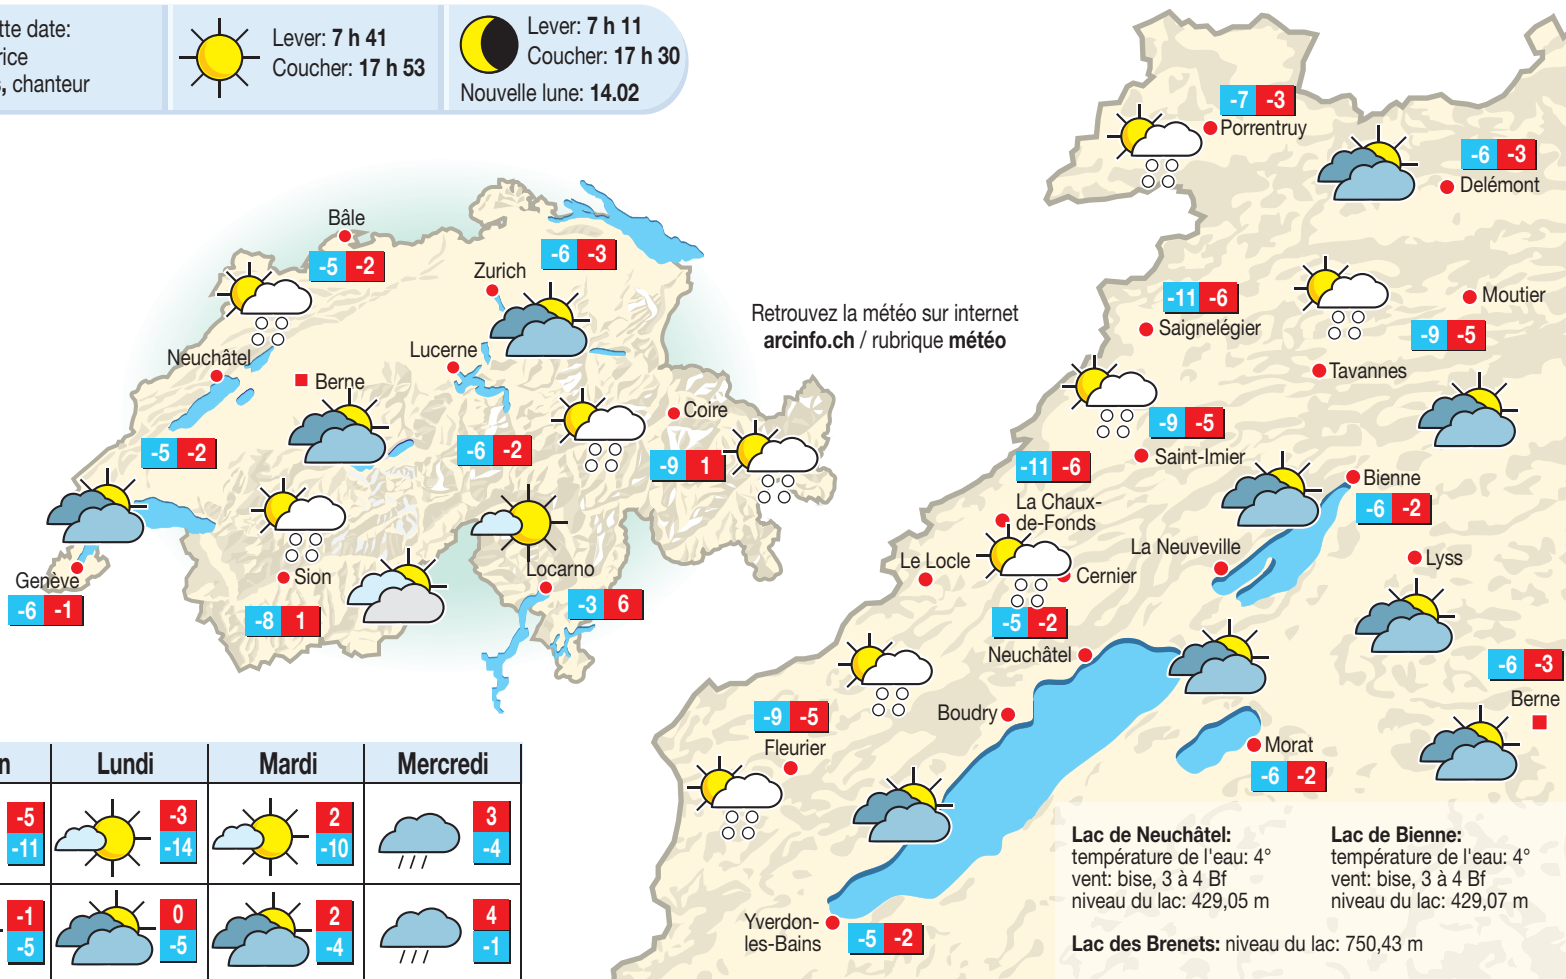 tte date:
rice
, chanteur
Lever: 7 h 41
Coucher: 17 h 53
Lever: 7 h 11
Coucher: 17 h 30
Nouvelle lune: 14.02
Bâle
-5 -2
Zurich
-6 -3
Neuchâtel
Lucerne
Berne
Coire
-5 -2
-6 -2
-9 1
Genève
-6 -1
Sion
-8 1
Locarno
-3 6
Retrouvez la météo sur internet
arcinfo.ch / rubrique météo
-7 -3
Porrentruy
-6 -3
Delémont
-11 -6
Saignelégier
Moutier
-9 -5
Tavannes
-9 -5
Saint-Imier
-11 -6
La Chaux-
de-Fonds
Bienne
-6 -2
Le Locle
Cernier
La Neuveville
Lyss
-5 -2
Neuchâtel
-6 -3
Berne
Boudry
-9 -5
Fleurier
Morat
-6 -2
Yverdon-
les-Bains
-5 -2
n
Lundi
Mardi
Mercredi
-5
-11
-3
-14
2
-10
3
-4
-1
-5
0
-5
2
-4
4
-1
Lac de Neuchâtel:
température de l'eau: 4°
vent: bise, 3 à 4 Bf
niveau du lac: 429,05 m
Lac de Bienne:
température de l'eau: 4°
vent: bise, 3 à 4 Bf
niveau du lac: 429,07 m
Lac des Brenets: niveau du lac: 750,43 m